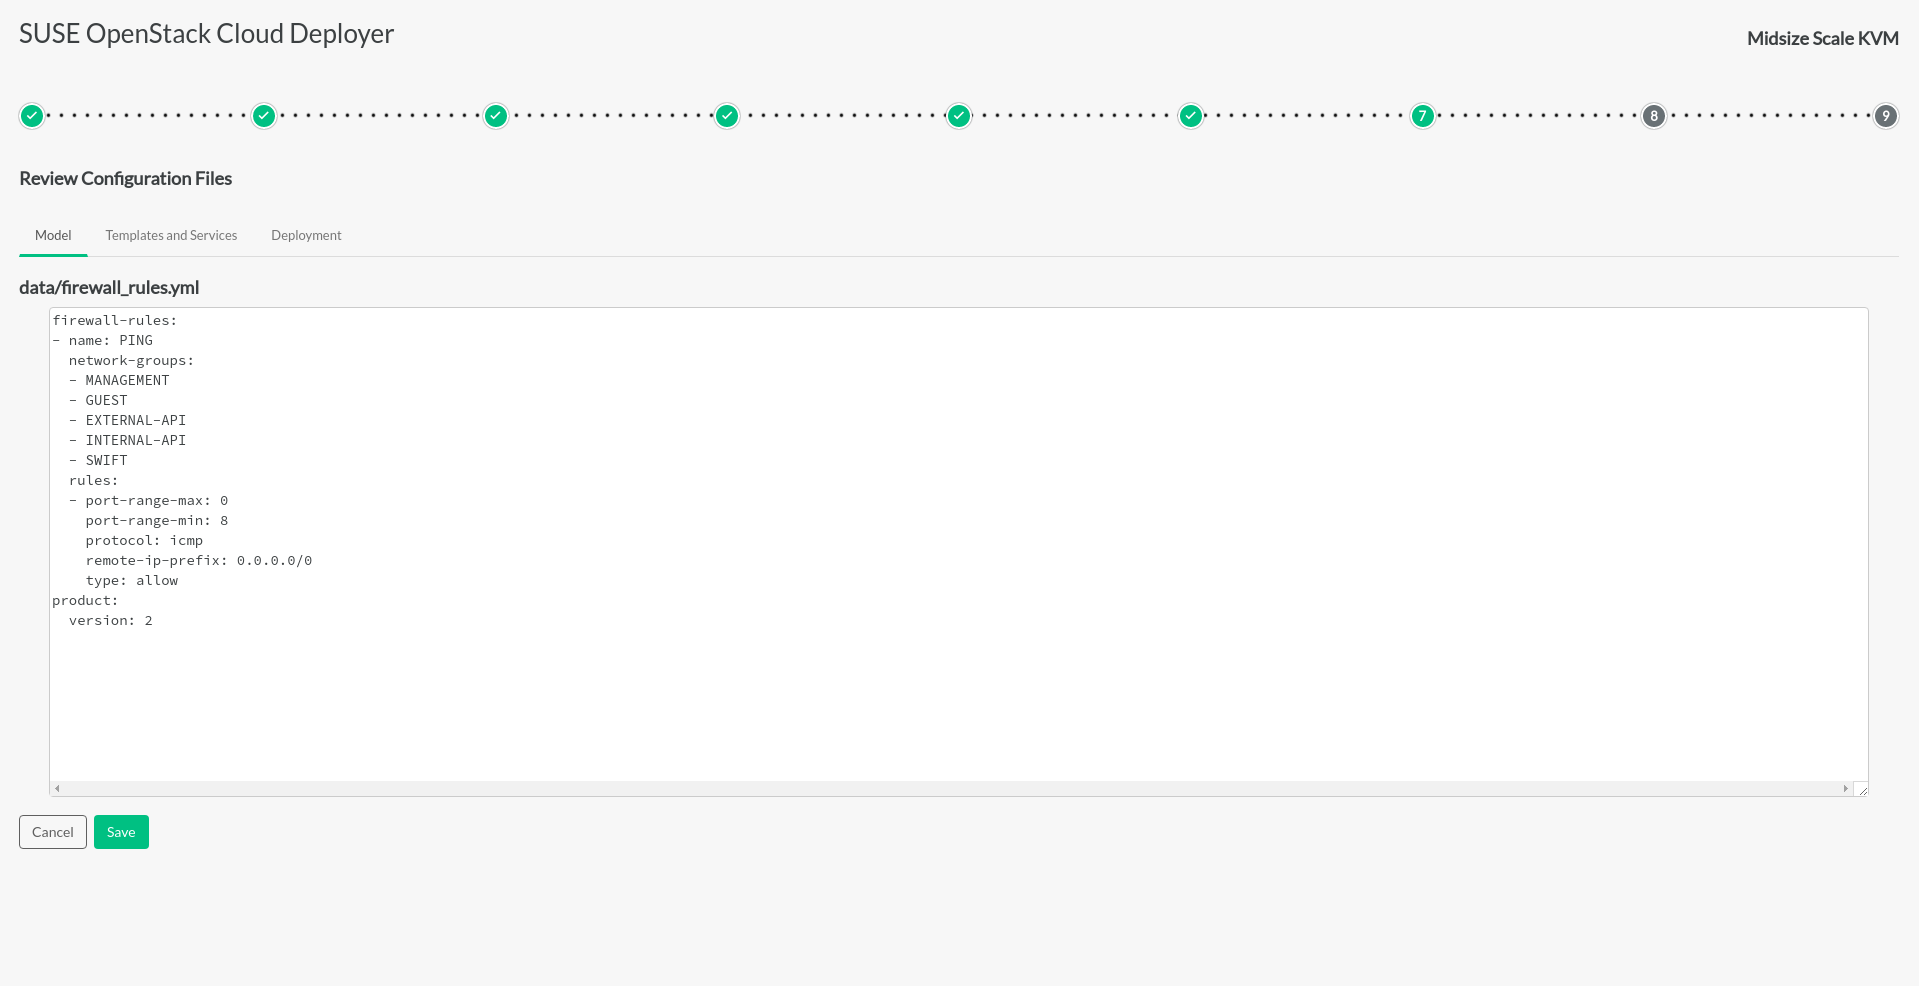 SUSE OpenStack Cloud Deployer
Midsize Scale KVM
7 8 9
Review Configuration Files
Model Templates and Services Deployment
data/firewall_rules.yml
firewall-rules:
- name: PING
  network-groups:
  - MANAGEMENT
  - GUEST
  - EXTERNAL-API
  - INTERNAL-API
  - SWIFT
  rules:
  - port-range-max: 0
    port-range-min: 8
    protocol: icmp
    remote-ip-prefix: 0.0.0.0/0
    type: allow
product:
  version: 2
Cancel Save